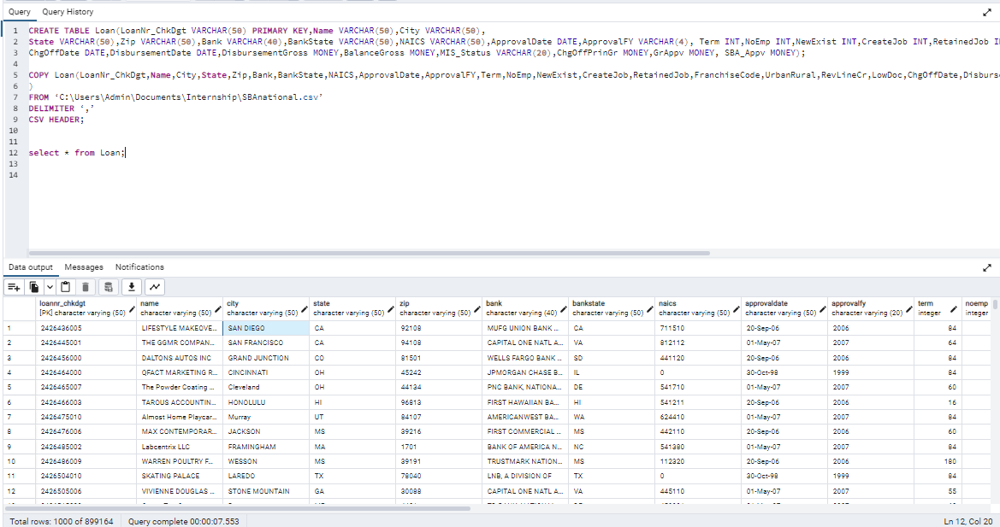 Query Query History
1 CREATE TABLE Loan(LoanNr_ChkDgt VARCHAR(50) PRIMARY KEY,Name VARCHAR(50),City VARCHAR(50),
2 State VARCHAR(50),Zip VARCHAR(50),Bank VARCHAR(40),BankState VARCHAR(50),NAICS VARCHAR(50),ApprovalDate DATE,ApprovalFY VARCHAR(4), Term INT,NoEmp INT,NewExist INT,CreateJob INT,RetainedJob I
3 ChgOffDate DATE,DisbursementDate DATE,DisbursementGross MONEY,BalanceGross MONEY,MIS_Status VARCHAR(20),ChgOffPrinGr MONEY,GrAppv MONEY, SBA_Appv MONEY);
4
5 COPY Loan(LoanNr_ChkDgt,Name,City,State,Zip,Bank,BankState,NAICS,ApprovalDate,ApprovalFY,Term,NoEmp,NewExist,CreateJob,RetainedJob,FranchiseCode,UrbanRural,RevLineCr,LowDoc,ChgOffDate,Disburse
6 )
7 FROM ‘C:\Users\Admin\Documents\Internship\SBAnational.csv’
8 DELIMITER ‘,’
9 CSV HEADER;
10
11
12 select * from Loan;
13
14
Data output Messages Notifications
loannr_chkdgt name city state zip bank bankstate naics approvaldate approvalfy term noemp
[PK] character varying (50) character varying (50) character varying (50) character varying (50) character varying (50) character varying (40) character varying (50) character varying (50) character varying (50) character varying (20) integer integer
1 2426436005 LIFESTYLE MAKEOVE... SAN DIEGO CA 92108 MUFG UNION BANK ... CA 711510 20-Sep-06 2006 84
2 2426445001 THE GGMR COMPAN... SAN FRANCISCO CA 94108 CAPITAL ONE NATL A... VA 812112 01-May-07 2007 64
3 2426456000 DALTONS AUTOS INC GRAND JUNCTION CO 81501 WELLS FARGO BANK ... SD 441120 20-Sep-06 2006 84
4 2426464000 QFACT MARKETING R... CINCINNATI OH 45242 JPMORGAN CHASE B... IL 0 30-Oct-98 1999 84
5 2426465007 The Powder Coating ... Cleveland OH 44134 PNC BANK, NATIONA... DE 541710 01-May-07 2007 60
6 2426466003 TAROUS ACCOUNTIN... HONOLULU HI 96813 FIRST HAWAIIAN BA... HI 541211 20-Sep-06 2006 16
7 2426475010 Almost Home Playcar... Murray UT 84107 AMERICANWEST BA... WA 624410 01-May-07 2007 84
8 2426476006 MAX CONTEMPORAR... JACKSON MS 39216 FIRST COMMERCIAL ... MS 442110 20-Sep-06 2006 60
9 2426485002 Labcentrix LLC FRAMINGHAM MA 1701 BANK OF AMERICA N... NC 541380 01-May-07 2007 84
10 2426486009 WARREN POULTRY F... WESSON MS 39191 TRUSTMARK NATION... MS 112320 20-Sep-06 2006 180
11 2426504010 SKATING PALACE LAREDO TX 78040 LNB, A DIVISION OF TX 0 30-Oct-98 1999 84
12 2426505006 VIVIENNE DOUGLAS ... STONE MOUNTAIN GA 30088 CAPITAL ONE NATL A... VA 445110 01-May-07 2007 55
Total rows: 1000 of 899164 Query complete 00:00:07.553 Ln 12, Col 20